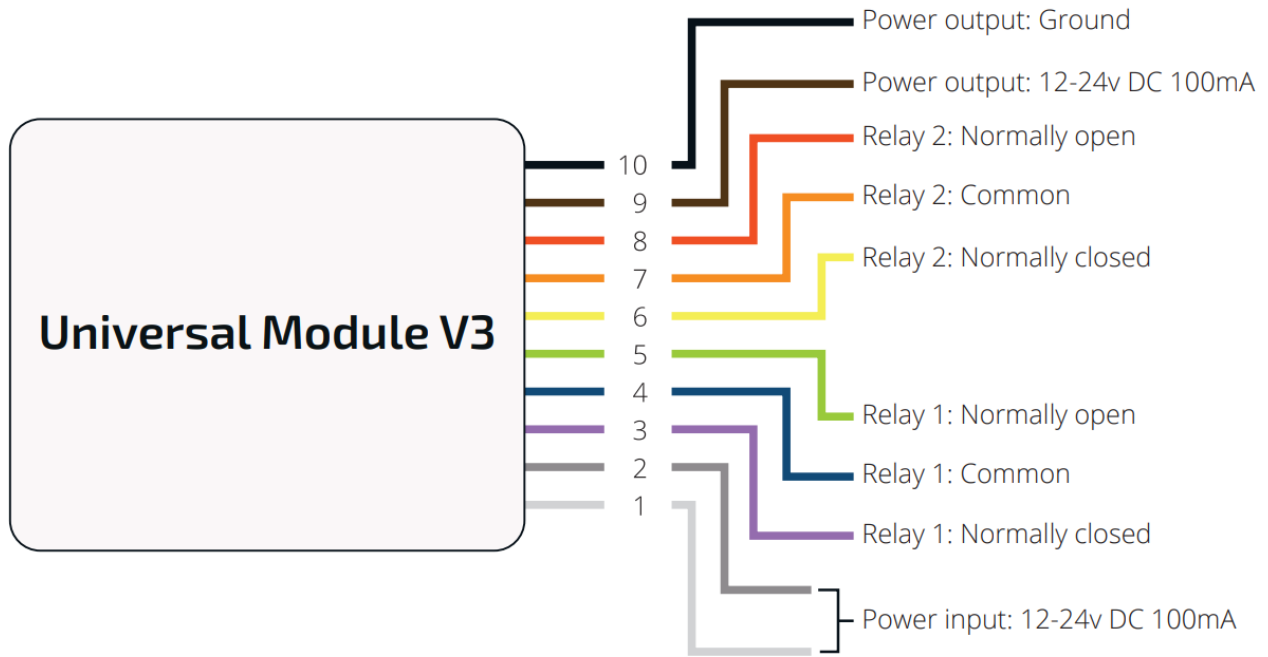 Power output: Ground
Power output: 12-24v DC 100mA
Relay 2: Normally open
10
9
Relay 2: Common
8
Relay 2: Normally closed
7
Universal Module V3
6
5
4
Relay 1: Normally open
3
2
Relay 1: Common
1
Relay 1: Normally closed
Power input: 12-24v DC 100mA